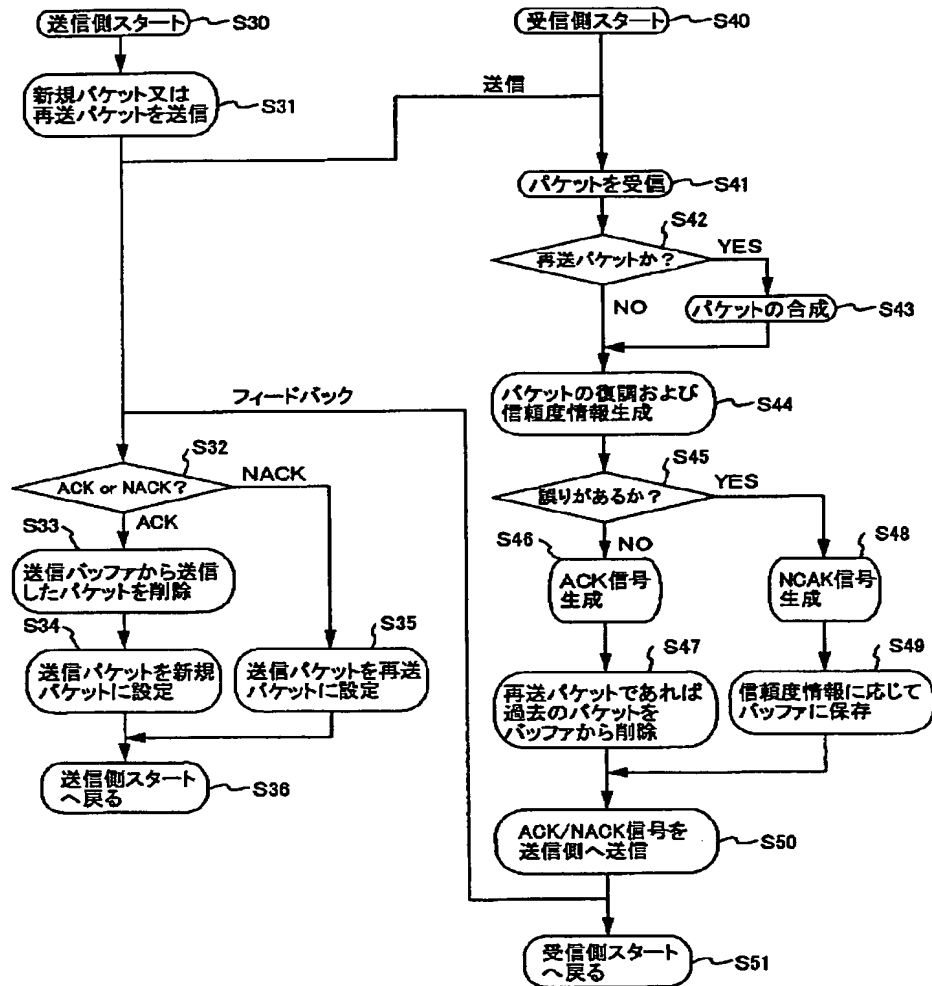 送信側スタート
S30
新規パケット又は
再送パケットを送信
S31
送信
フィードバック
S32
ACK or NACK?
NACK
ACK
S33
送信バッファから送信
したパケットを削除
S34
送信パケットを新規
パケットに設定
S35
送信パケットを再送
パケットに設定
送信側スタート
へ戻る
S36
受信側スタート
S40
パケットを受信
S41
S42
再送パケットか?
YES
NO
パケットの合成
S43
パケットの復調および
信頼度情報生成
S44
S45
誤りがあるか?
YES
NO
S46
ACK信号
生成
S48
NCAK信号
生成
S47
再送パケットであれば
過去のパケットを
バッファから削除
S49
信頼度情報に応じて
バッファに保存
ACK/NACK信号を
送信側へ送信
S50
受信側スタート
へ戻る
S51